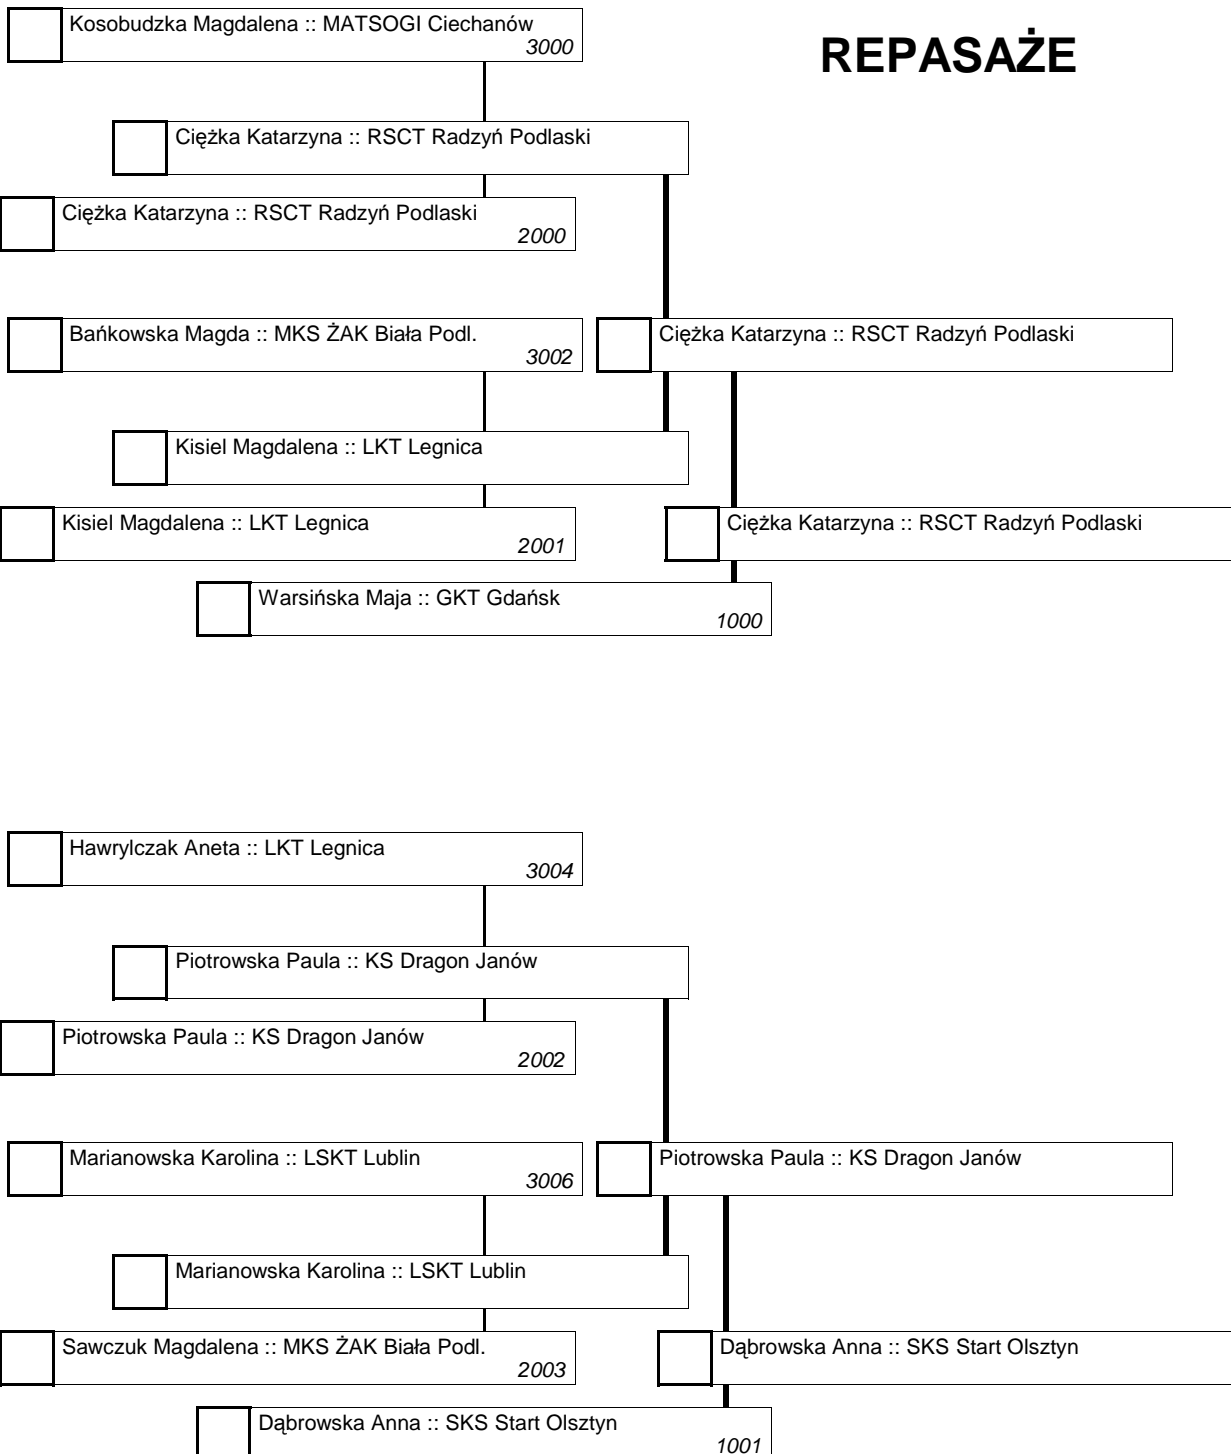 Kosobudzka Magdalena :: MATSOGI Ciechanów
3000
REPASAŻE
Ciężka Katarzyna :: RSCT Radzyń Podlaski
Ciężka Katarzyna :: RSCT Radzyń Podlaski
2000
Bańkowska Magda :: MKS ŻAK Biała Podl.
3002
Ciężka Katarzyna :: RSCT Radzyń Podlaski
Kisiel Magdalena :: LKT Legnica
Kisiel Magdalena :: LKT Legnica
2001
Ciężka Katarzyna :: RSCT Radzyń Podlaski
Warsińska Maja :: GKT Gdańsk
1000
Hawrylczak Aneta :: LKT Legnica
3004
Piotrowska Paula :: KS Dragon Janów
Piotrowska Paula :: KS Dragon Janów
2002
Marianowska Karolina :: LSKT Lublin
3006
Piotrowska Paula :: KS Dragon Janów
Marianowska Karolina :: LSKT Lublin
Sawczuk Magdalena :: MKS ŻAK Biała Podl.
2003
Dąbrowska Anna :: SKS Start Olsztyn
Dąbrowska Anna :: SKS Start Olsztyn
1001